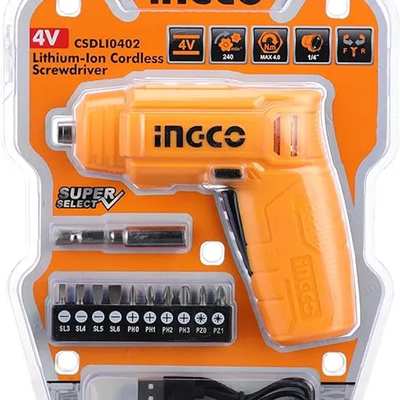 INGCO
4V CSDLI0402
Lithium-Ion Cordless
Screwdriver
4V
240
N.m
MAX 4.0
1/4"
F R
INGCO
SUPER
SELECT
INGCO
SL3 SL4 SL5 SL6 PH0 PH1 PH2 PH3 PZ0 PZ1